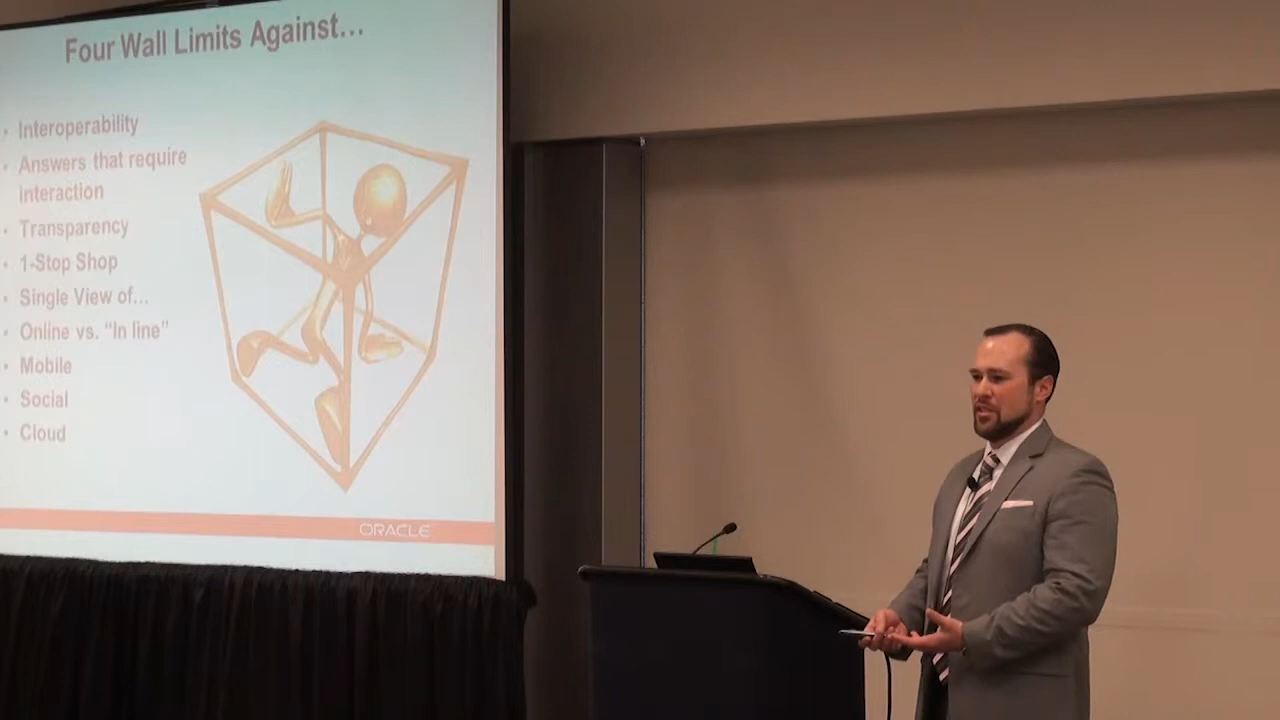 Four Wall Limits Against...
• Interoperability
• Answers that require
interaction
• Transparency
• 1-Stop Shop
• Single View of...
• Online vs. “In line”
• Mobile
• Social
• Cloud
ORACLE